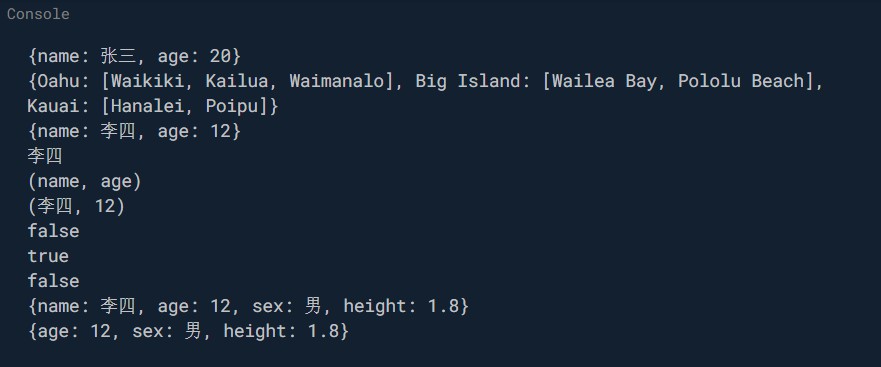 Console
{name: 张三, age: 20}
{Oahu: [Waikiki, Kailua, Waimanalo], Big Island: [Wailea Bay, Pololu Beach],
Kauai: [Hanalei, Poipu]}
{name: 李四, age: 12}
李四
(name, age)
(李四, 12)
false
true
false
{name: 李四, age: 12, sex: 男, height: 1.8}
{age: 12, sex: 男, height: 1.8}